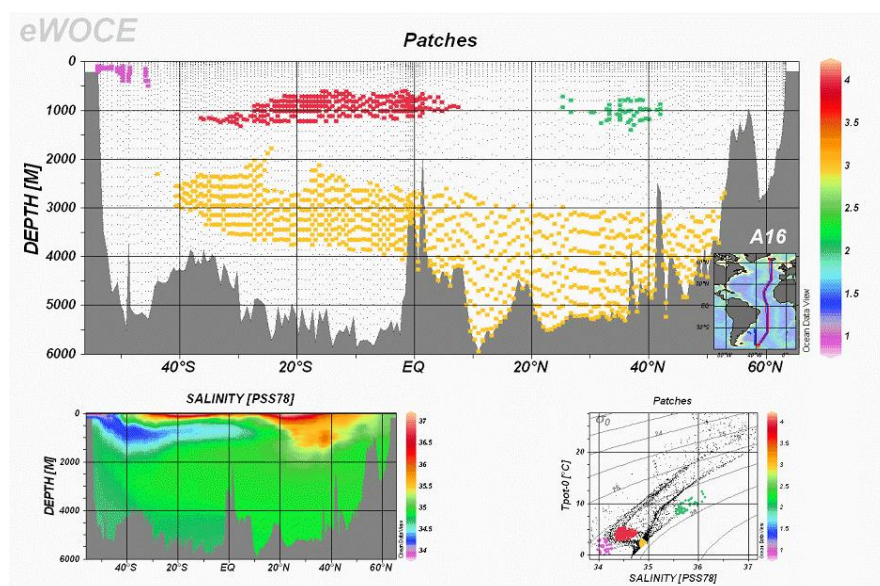 eWOCE
Patches
0
1000
2000
3000
4000
5000
6000
DEPTH [M]
40°S
20°S
EQ
20°N
40°N
60°N
A16
Ocean Data View
4
3.5
3
2.5
2
1.5
1
SALINITY [PSS78]
0
2000
4000
6000
DEPTH [M]
40°S
20°S
EQ
20°N
40°N
60°N
Ocean Data View
37
36.5
36
35.5
35
34.5
34
Patches
σ0
24
20
10
0
Tpot-0 [°C]
34
35
36
37
SALINITY [PSS78]
4
3.5
3
2.5
2
1.5
1